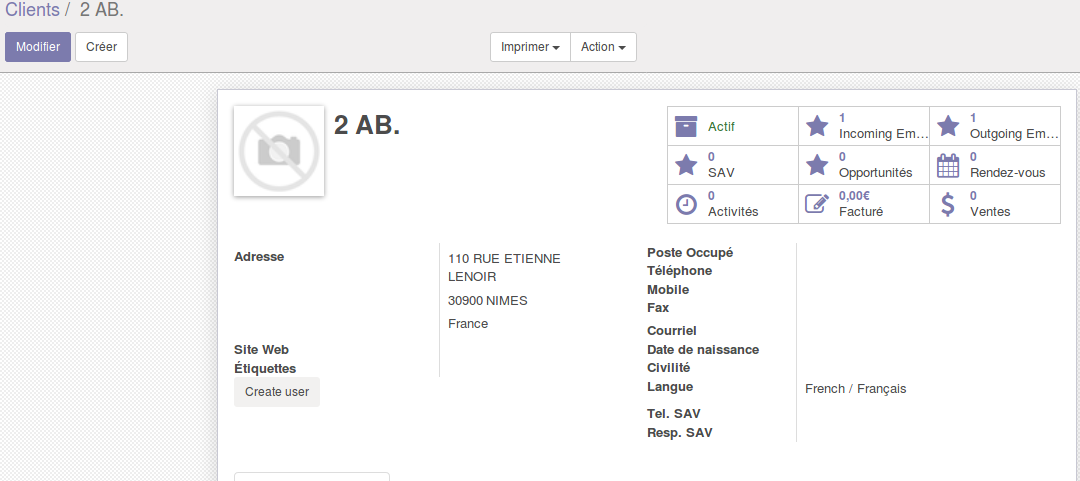 Clients / 2 AB.
Modifier Créer Imprimer Action
2 AB.
Actif
1
Incoming Em...
1
Outgoing Em...
0
SAV
0
Opportunités
0
Rendez-vous
0
Activités
0,00€
Facturé
0
Ventes
Adresse
110 RUE ETIENNE
LENOIR
30900 NIMES
France
Site Web
Étiquettes
Create user
Poste Occupé
Téléphone
Mobile
Fax
Courriel
Date de naissance
Civilité
Langue French / Français
Tel. SAV
Resp. SAV